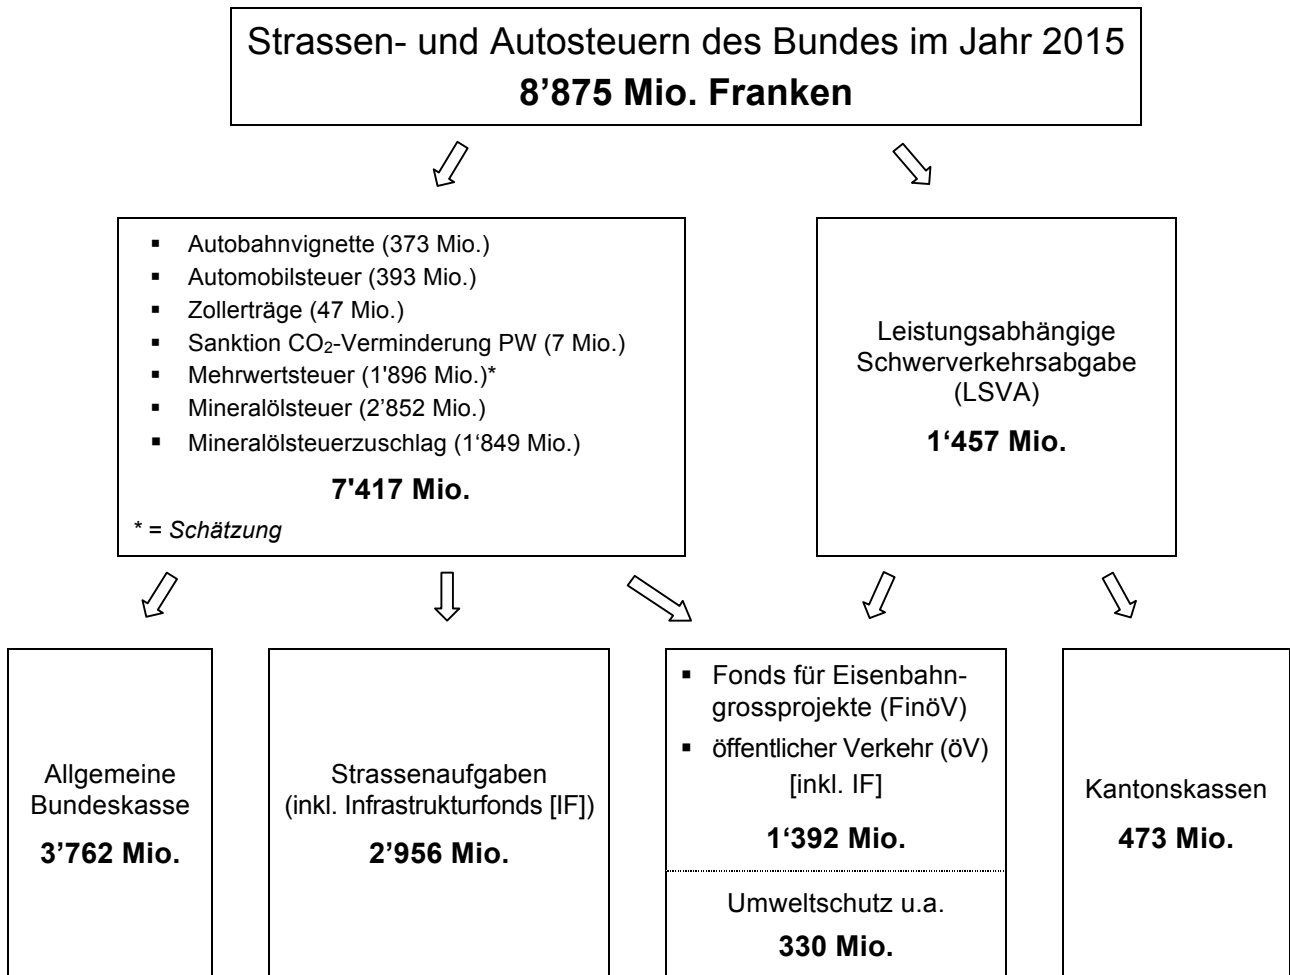 Strassen- und Autosteuern des Bundes im Jahr 2015
8’875 Mio. Franken
▪ Autobahnvignette (373 Mio.)
▪ Automobilsteuer (393 Mio.)
▪ Zollerträge (47 Mio.)
▪ Sanktion CO₂-Verminderung PW (7 Mio.)
▪ Mehrwertsteuer (1'896 Mio.)*
▪ Mineralölsteuer (2’852 Mio.)
▪ Mineralölsteuerzuschlag (1‘849 Mio.)
7'417 Mio.
* = Schätzung
Leistungsabhängige
Schwerverkehrsabgabe
(LSVA)
1‘457 Mio.
Allgemeine
Bundeskasse
3’762 Mio.
Strassenaufgaben
(inkl. Infrastrukturfonds [IF])
2’956 Mio.
▪ Fonds für Eisenbahn-
grossprojekte (FinöV)
▪ öffentlicher Verkehr (öV)
[inkl. IF]
1‘392 Mio.
Umweltschutz u.a.
330 Mio.
Kantonskassen
473 Mio.